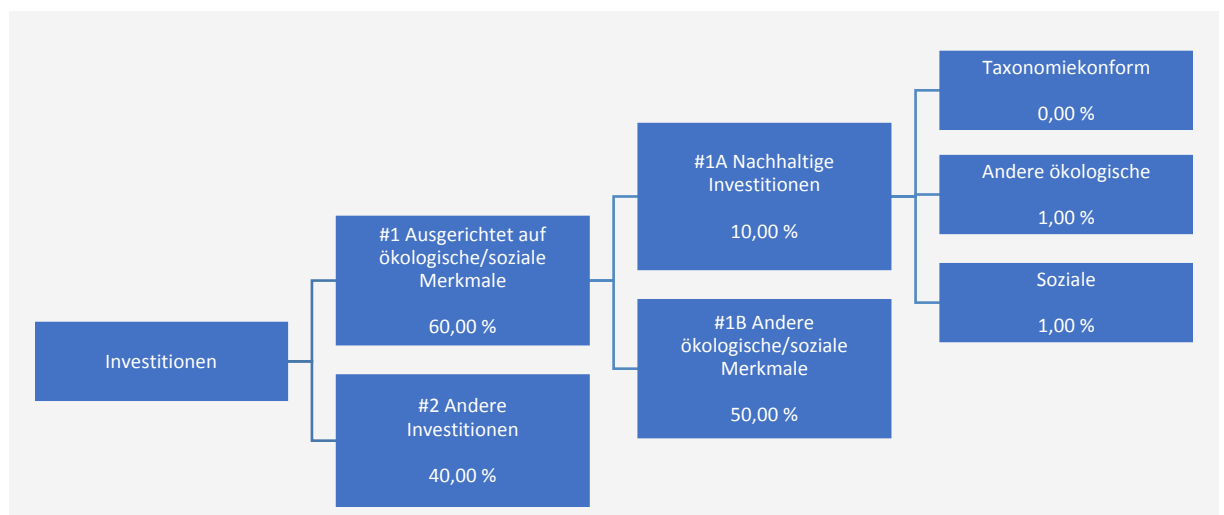 Investitionen
#1 Ausgerichtet auf
ökologische/soziale
Merkmale
60,00 %
#2 Andere
Investitionen
40,00 %
#1A Nachhaltige
Investitionen
10,00 %
#1B Andere
ökologische/soziale
Merkmale
50,00 %
Taxonomiekonform
0,00 %
Andere ökologische
1,00 %
Soziale
1,00 %